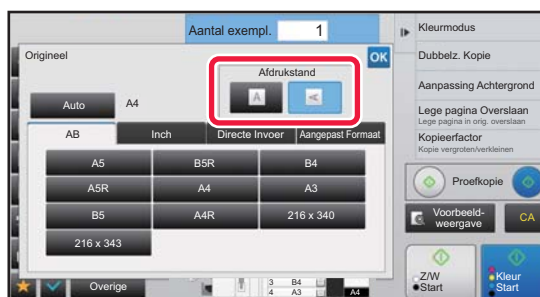 Aantal exempl. 1
Origineel
OK
Afdrukstand
A A
Auto A4
AB Inch Directe Invoer Aangepast Formaat
A5 B5R B4
A5R A4 A3
B5 A4R 216 x 340
216 x 343
Overige
3 B4
4 A3
A4
Kleurmodus
Dubbelz. Kopie
Aanpassing Achtergrond
Lege pagina Overslaan
Lege pagina in orig. overslaan
Kopieerfactor
Kopie vergroten/verkleinen
Proefkopie
Voorbeeld-
weergave
CA
Z/W
Start
Kleur
Start